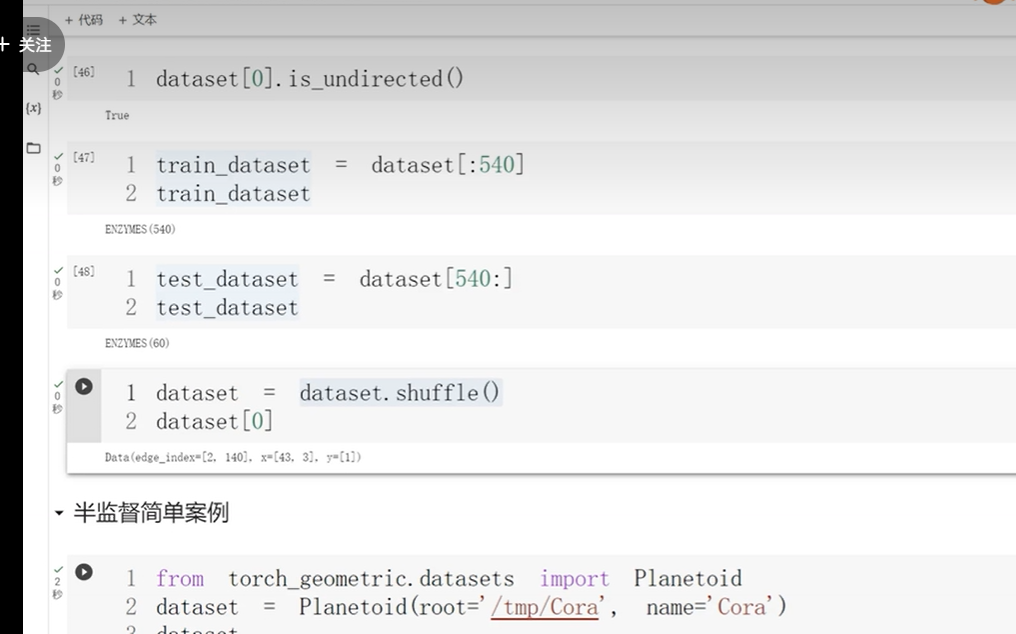 + 代码 + 文本
+ 关注
[46]
0
秒
1 dataset[0].is_undirected()
{x}
True
[47]
0
秒
1 train_dataset = dataset[:540]
2 train_dataset
ENZYMES(540)
[48]
0
秒
1 test_dataset = dataset[540:]
2 test_dataset
ENZYMES(60)
0
秒
1 dataset = dataset.shuffle()
2 dataset[0]
Data(edge_index=[2, 140], x=[43, 3], y=[1])
半监督简单案例
2
秒
1 from torch_geometric.datasets import Planetoid
2 dataset = Planetoid(root='/tmp/Cora', name='Cora')
3 dataset